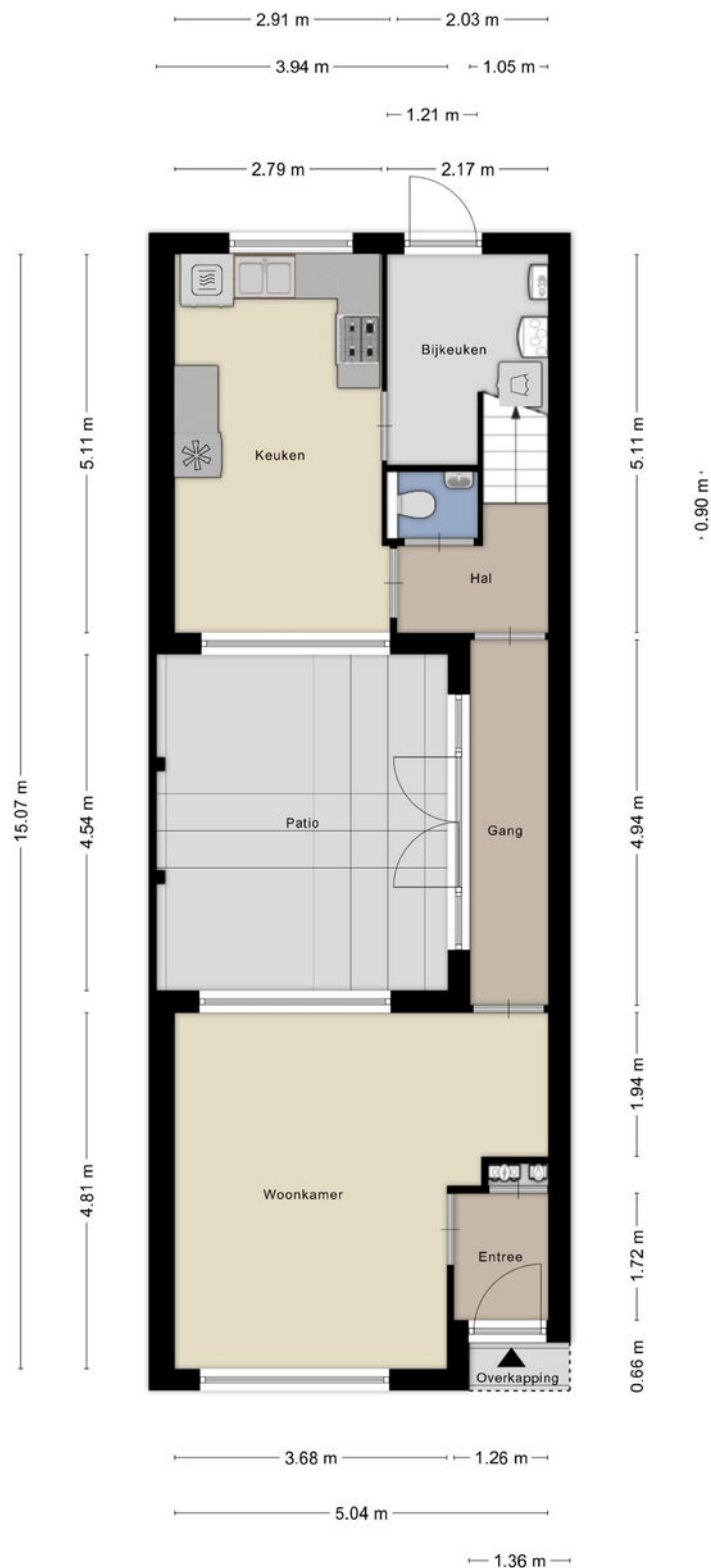 2.91 m 2.03 m
3.94 m 1.05 m
1.21 m
2.79 m 2.17 m
Bijkeuken
5.11 m 5.11 m
Keuken
0.90 m
Hal
15.07 m
4.54 m
Patio
Gang
4.94 m
1.94 m
4.81 m
Woonkamer
1.72 m
Entree
0.66 m
Overkapping
3.68 m 1.26 m
5.04 m
1.36 m